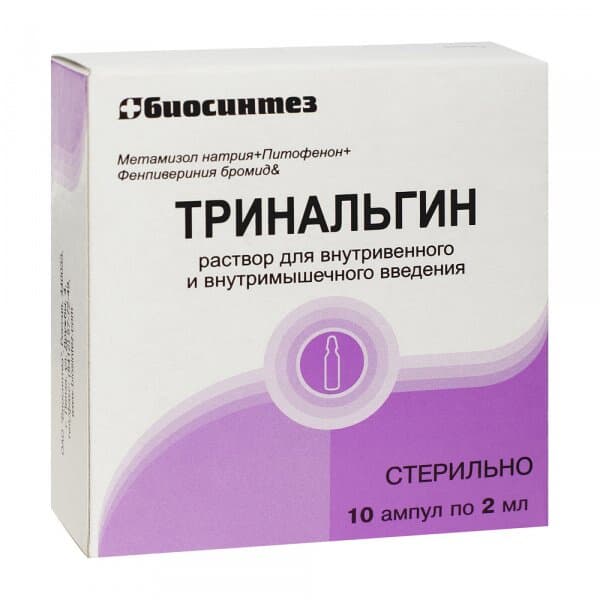 биосинтез
Метамизол натрия+Питофенон+
Фенпивериния бромид&
ТРИНАЛЬГИН
раствор для внутривенного
и внутримышечного введения
СТЕРИЛЬНО
10 ампул по 2 мл